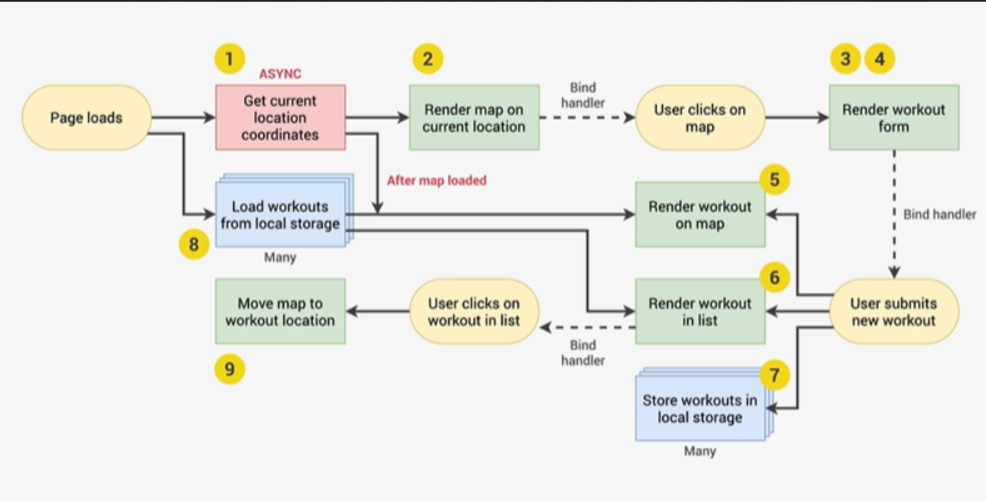 1
ASYNC
2
3
4
Page loads
Get current
location
coordinates
Render map on
current location
Bind
handler
User clicks on
map
Render workout
form
After map loaded
5
Load workouts
from local storage
Many
8
Render workout
on map
Bind handler
6
Move map to
workout location
9
User clicks on
workout in list
Bind
handler
Render workout
in list
User submits
new workout
7
Store workouts in
local storage
Many